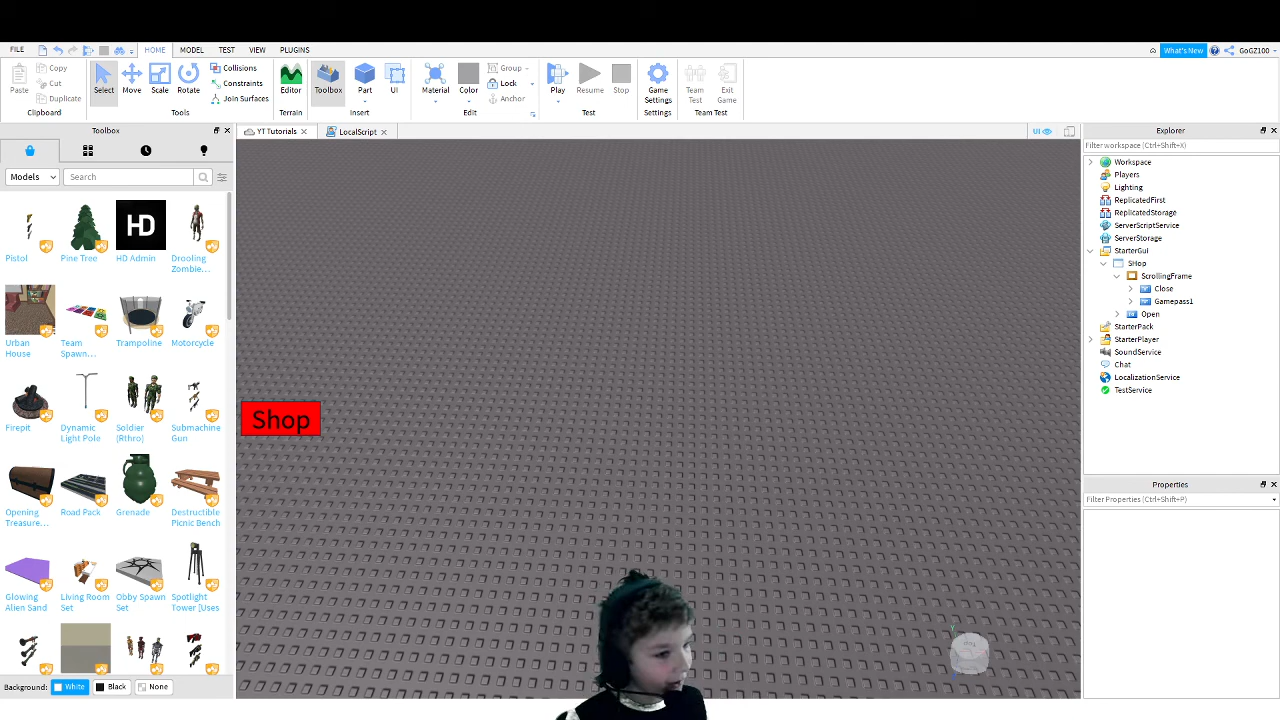 FILE HOME MODEL TEST VIEW PLUGINS What's New GoGZ100
Paste Copy Cut Duplicate Select Move Scale Rotate Collisions Constraints Join Surfaces Editor Toolbox Part UI Material Color Group Lock Anchor Play Resume Stop Game Settings Team Test Exit Game
Clipboard Tools Terrain Insert Edit Test Settings Team Test
Toolbox
YT Tutorials LocalScript UI
Models Search
Pistol Pine Tree HD Admin Drooling Zombie...
HD
Urban House Team Spawn... Trampoline Motorcycle
Firepit Dynamic Light Pole Soldier (Rthro) Submachine Gun
Opening Treasure... Road Pack Grenade Destructible Picnic Bench
Glowing Alien Sand Living Room Set Obby Spawn Set Spotlight Tower [Uses
Background: White Black None
Shop
Explorer
Filter workspace (Ctrl+Shift+X)
Workspace
Players
Lighting
ReplicatedFirst
ReplicatedStorage
ServerScriptService
ServerStorage
StarterGui
SHop
ScrollingFrame
Close
Gamepass1
Open
StarterPack
StarterPlayer
SoundService
Chat
LocalizationService
TestService
Properties
Filter Properties (Ctrl+Shift+P)